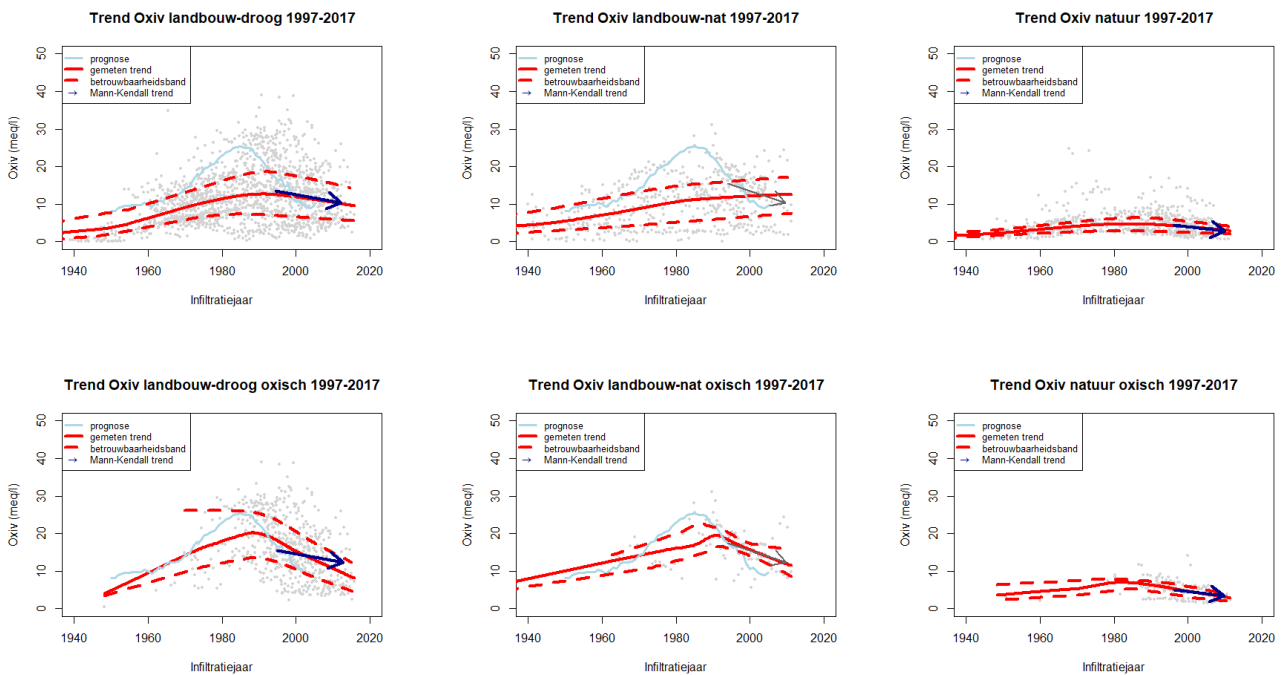 Trend Oxiv landbouw-droog 1997-2017
Oxiv (meq/l)
50
40
30
20
10
0
prognose
gemeten trend
betrouwbaarheidsband
→ Mann-Kendall trend
1940 1960 1980 2000 2020
Infiltratiejaar
Trend Oxiv landbouw-nat 1997-2017
Oxiv (meq/l)
50
40
30
20
10
0
prognose
gemeten trend
betrouwbaarheidsband
→ Mann-Kendall trend
1940 1960 1980 2000 2020
Infiltratiejaar
Trend Oxiv natuur 1997-2017
Oxiv (meq/l)
50
40
30
20
10
0
prognose
gemeten trend
betrouwbaarheidsband
→ Mann-Kendall trend
1940 1960 1980 2000 2020
Infiltratiejaar
Trend Oxiv landbouw-droog oxisch 1997-2017
Oxiv (meq/l)
50
40
30
20
10
0
prognose
gemeten trend
betrouwbaarheidsband
→ Mann-Kendall trend
1940 1960 1980 2000 2020
Infiltratiejaar
Trend Oxiv landbouw-nat oxisch 1997-2017
Oxiv (meq/l)
50
40
30
20
10
0
prognose
gemeten trend
betrouwbaarheidsband
→ Mann-Kendall trend
1940 1960 1980 2000 2020
Infiltratiejaar
Trend Oxiv natuur oxisch 1997-2017
Oxiv (meq/l)
50
40
30
20
10
0
prognose
gemeten trend
betrouwbaarheidsband
→ Mann-Kendall trend
1940 1960 1980 2000 2020
Infiltratiejaar